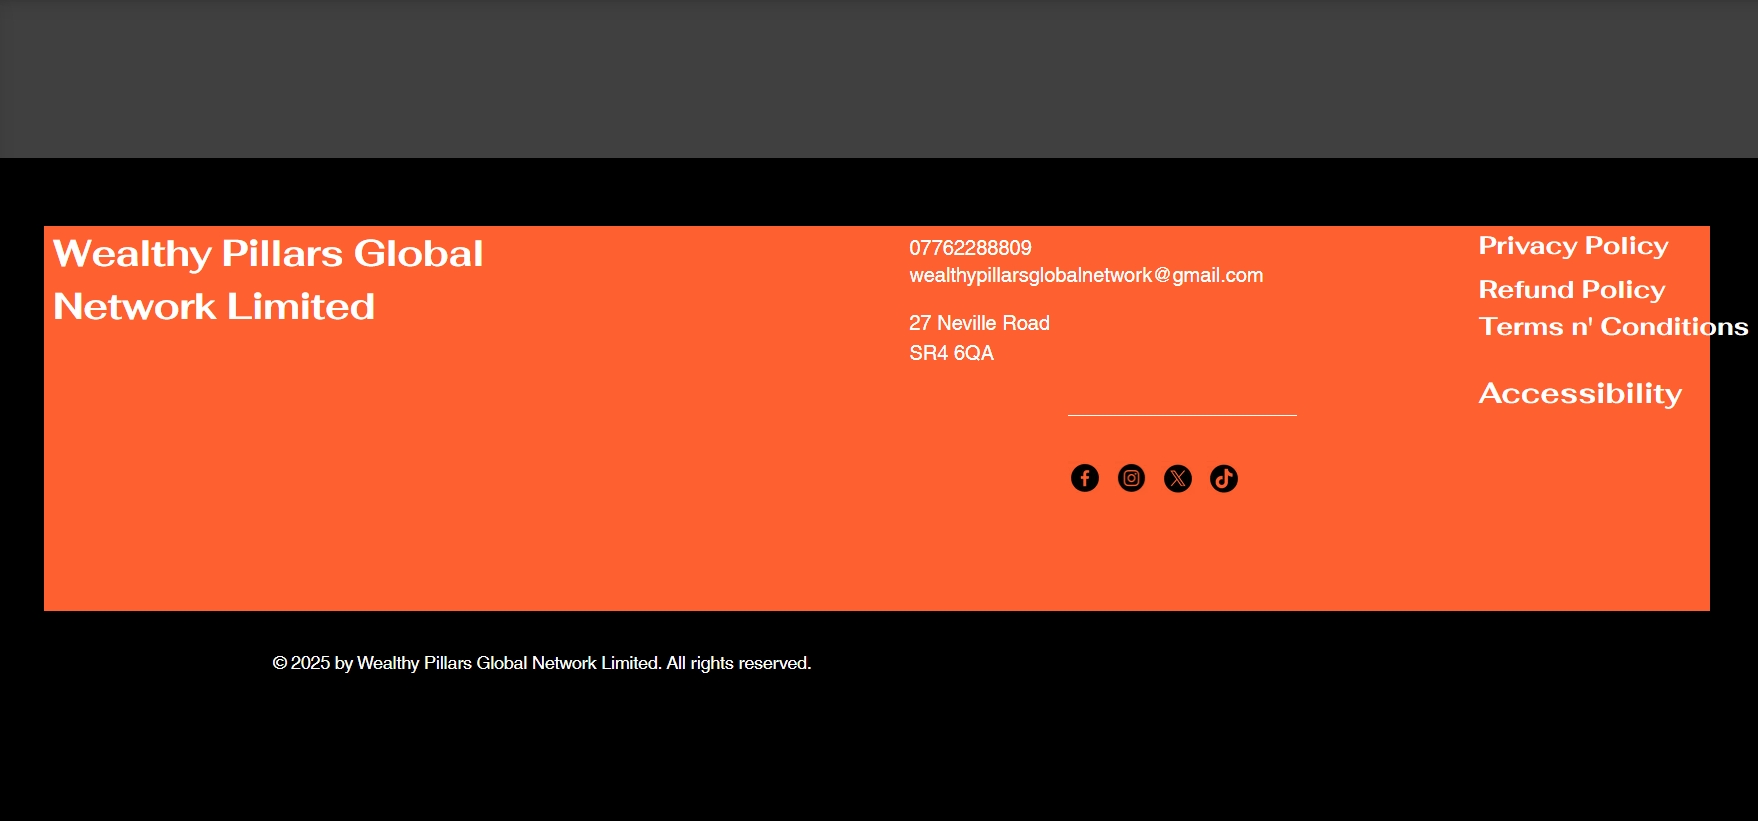 Wealthy Pillars Global
Network Limited
07762288809
wealthypillarsglobalnetwork@gmail.com
27 Neville Road
SR4 6QA
Privacy Policy
Refund Policy
Terms n' Conditions
Accessibility
© 2025 by Wealthy Pillars Global Network Limited. All rights reserved.